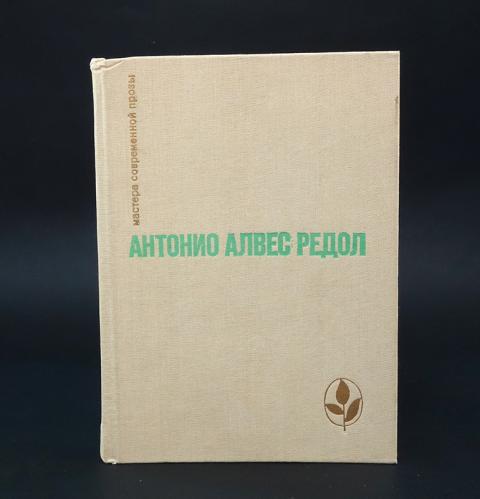 мастера современной прозы
АНТОНИО АЛВЕС РЕДОЛ